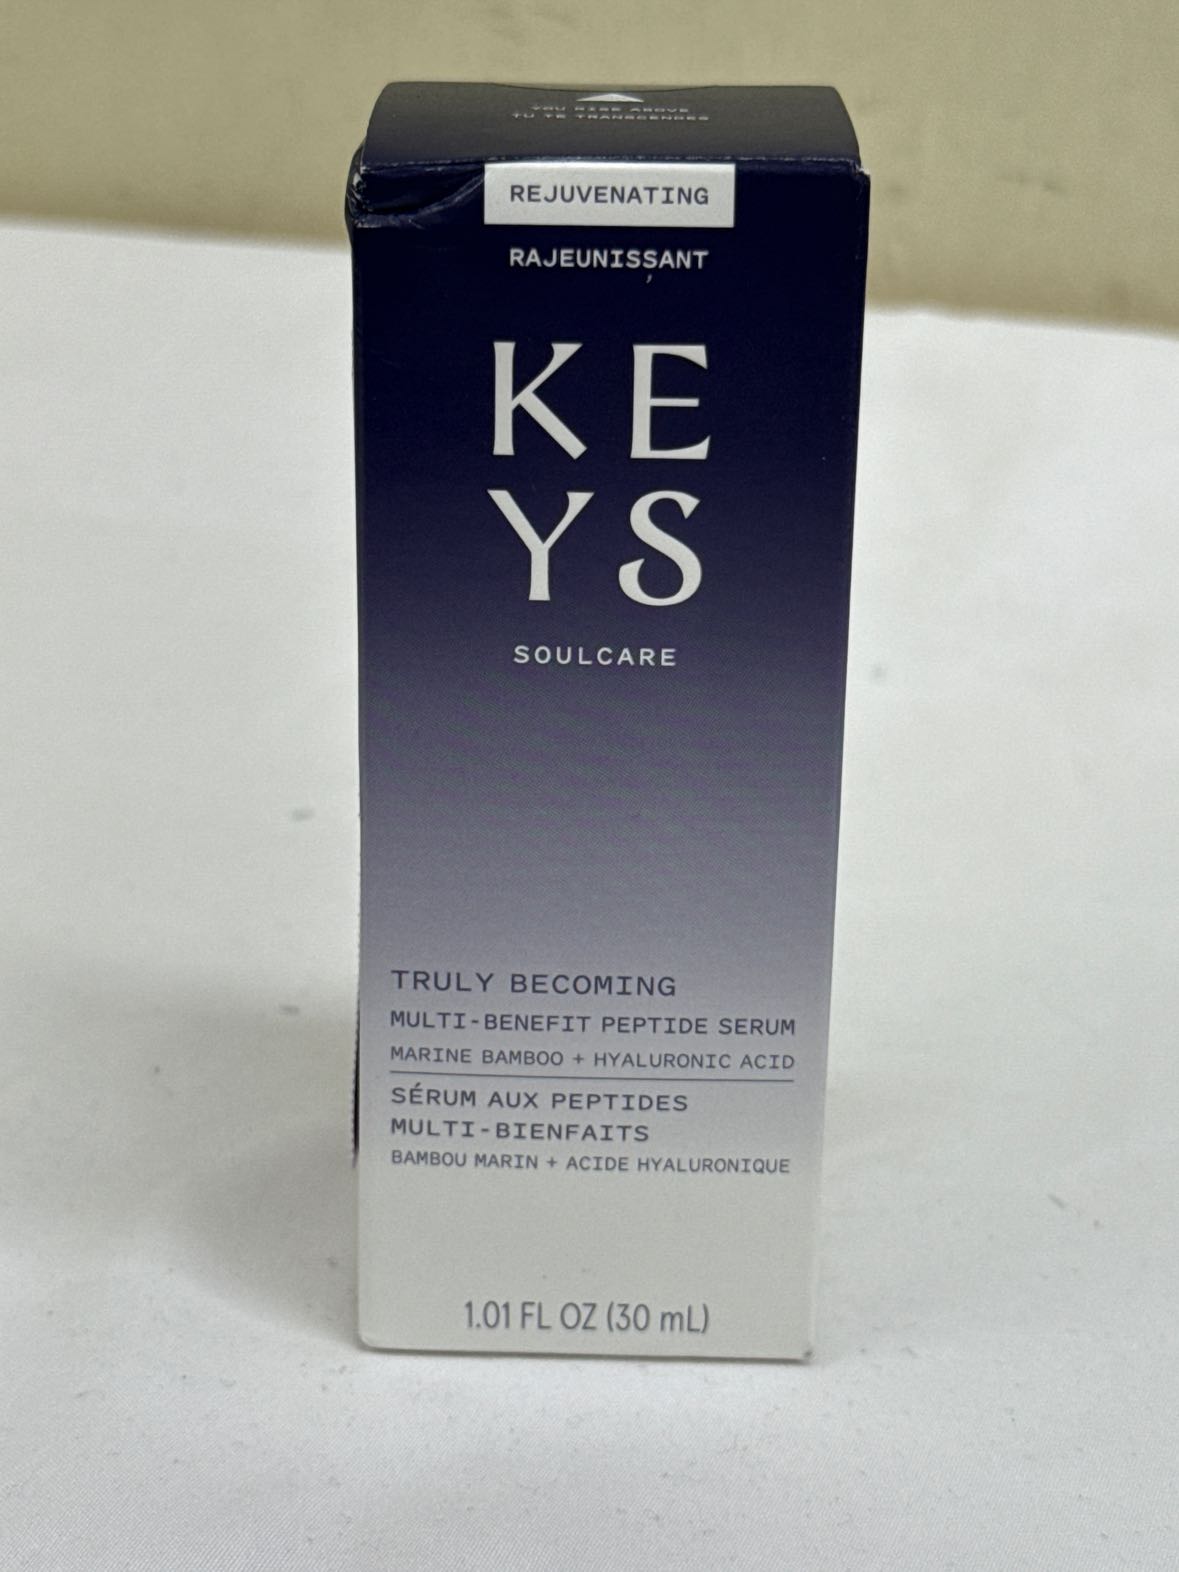 YOU RISE ABOVE
TU TE TRANSCENDES
REJUVENATING
RAJEUNISSANT
KE
YS
SOULCARE
TRULY BECOMING
MULTI-BENEFIT PEPTIDE SERUM
MARINE BAMBOO + HYALURONIC ACID
SÉRUM AUX PEPTIDES
MULTI-BIENFAITS
BAMBOU MARIN + ACIDE HYALURONIQUE
1.01 FL OZ (30 mL)